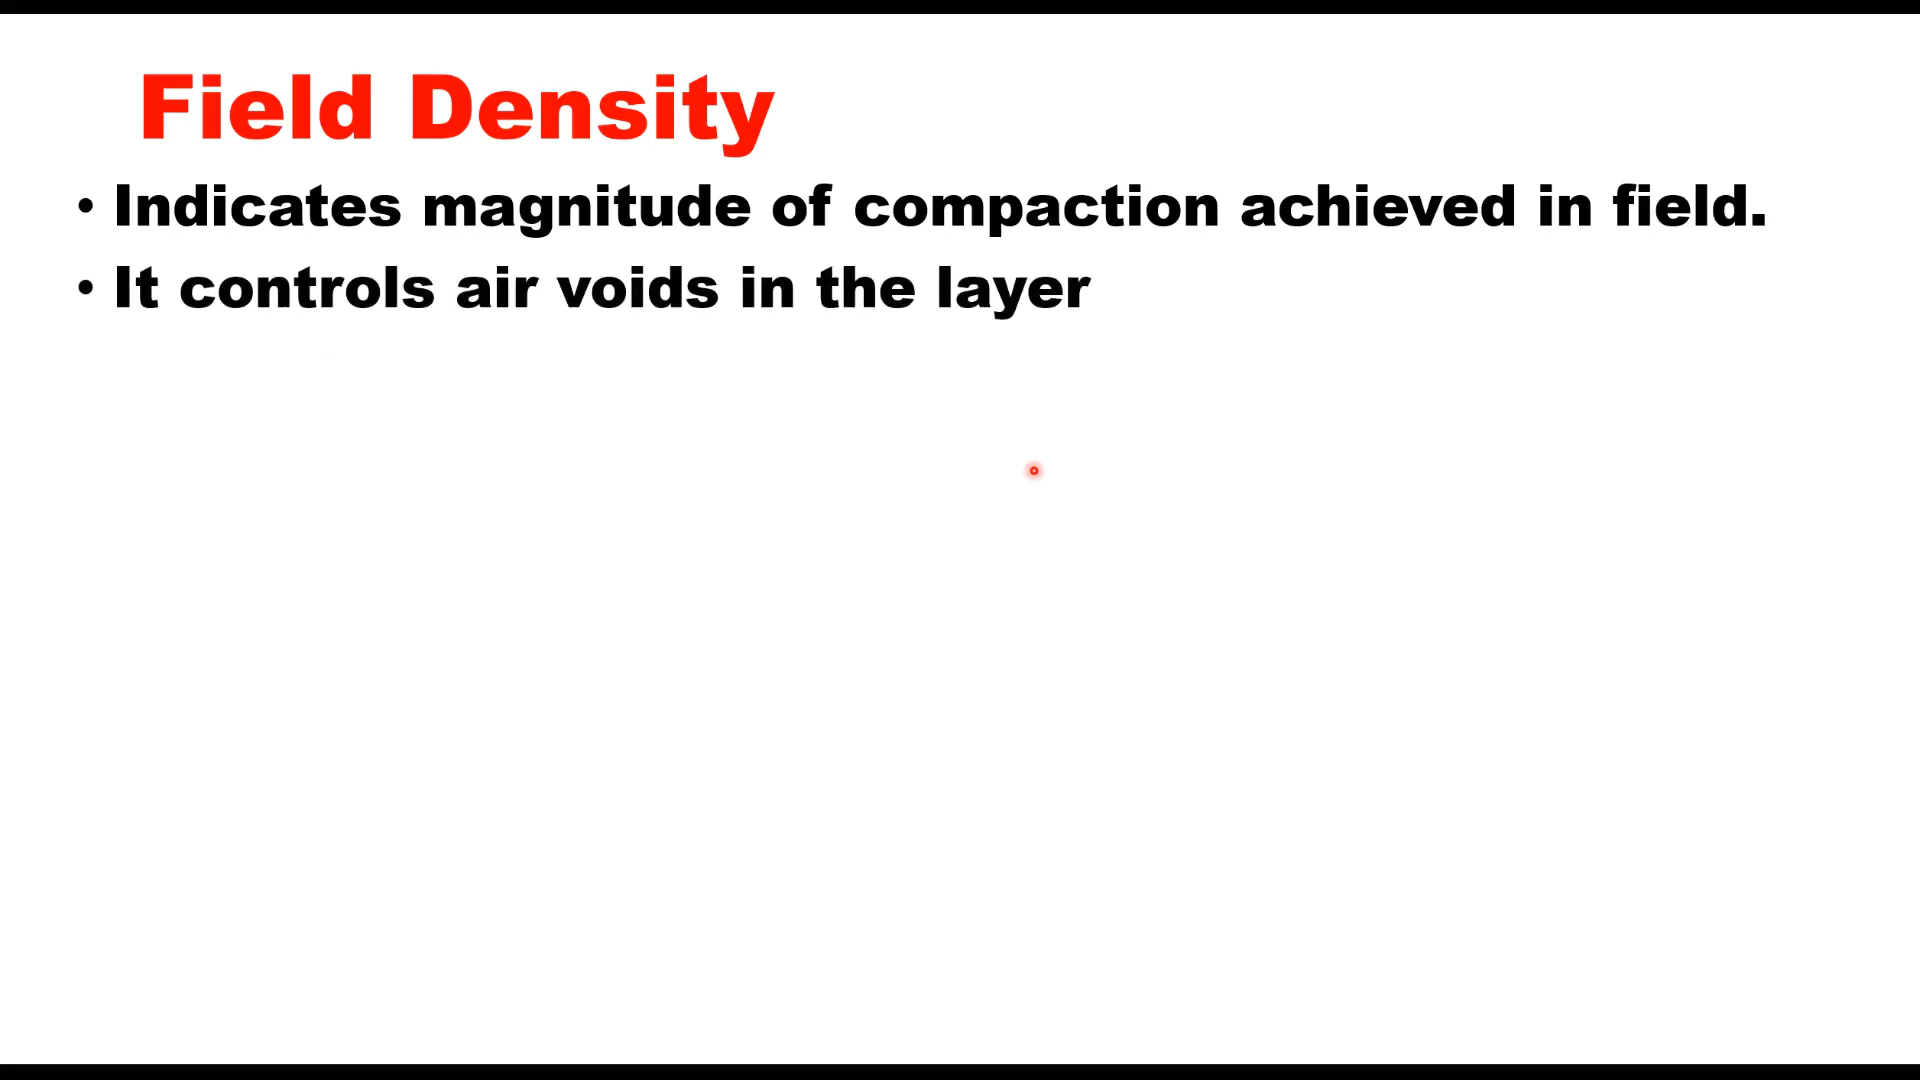 Field Density
• Indicates magnitude of compaction achieved in field.
• It controls air voids in the layer